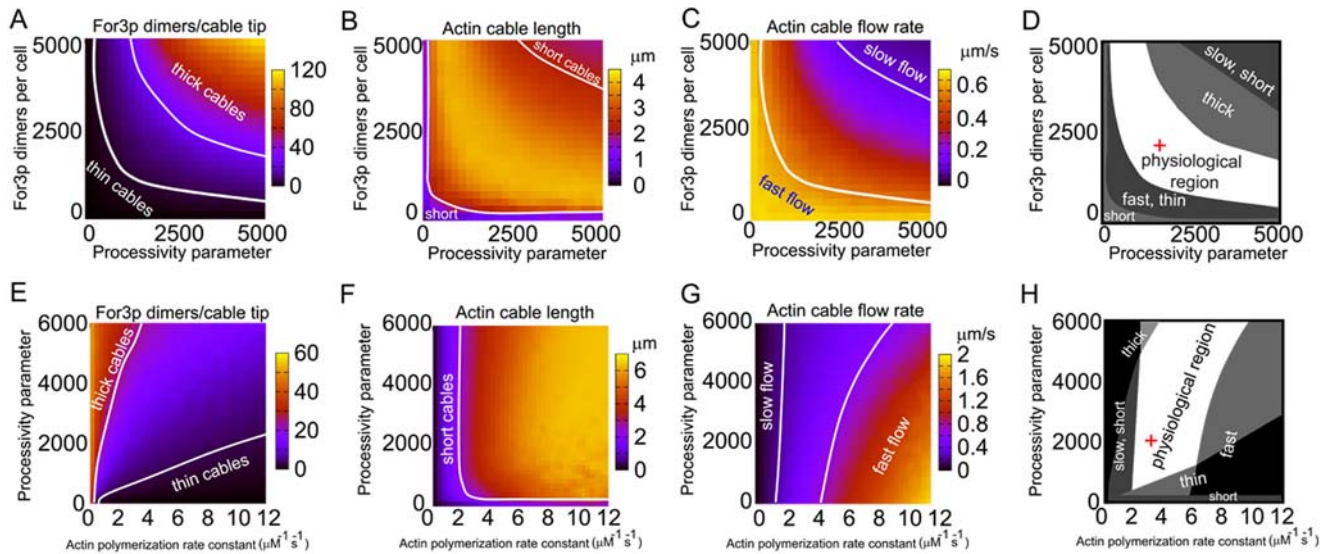 A
For3p dimers/cable tip
For3p dimers per cell
5000
2500
0
thick cables
thin cables
120
80
40
0
0 2500 5000
Processivity parameter
B
Actin cable length
For3p dimers per cell
5000
2500
0
short cables
short
μm
4
3
2
1
0
0 2500 5000
Processivity parameter
C
Actin cable flow rate
For3p dimers per cell
5000
2500
0
slow flow
fast flow
μm/s
0.6
0.4
0.2
0
0 2500 5000
Processivity parameter
D
For3p dimers per cell
5000
2500
0
slow, short
thick
physiological
region
fast, thin
short
0 2500 5000
Processivity parameter
E
For3p dimers/cable tip
Processivity parameter
6000
4000
2000
0
thick cables
thin cables
60
40
20
0
0 2 4 6 8 10 12
Actin polymerization rate constant (μM⁻¹s⁻¹)
F
Actin cable length
Processivity parameter
6000
4000
2000
0
short cables
μm
6
4
2
0
0 2 4 6 8 10 12
Actin polymerization rate constant (μM⁻¹s⁻¹)
G
Actin cable flow rate
Processivity parameter
6000
4000
2000
0
slow flow
fast flow
μm/s
2
1.6
1.2
0.8
0.4
0
0 2 4 6 8 10 12
Actin polymerization rate constant (μM⁻¹s⁻¹)
H
Processivity parameter
6000
4000
2000
0
thick
slow, short
physiological region
fast
thin
short
0 2 4 6 8 10 12
Actin polymerization rate constant (μM⁻¹s⁻¹)